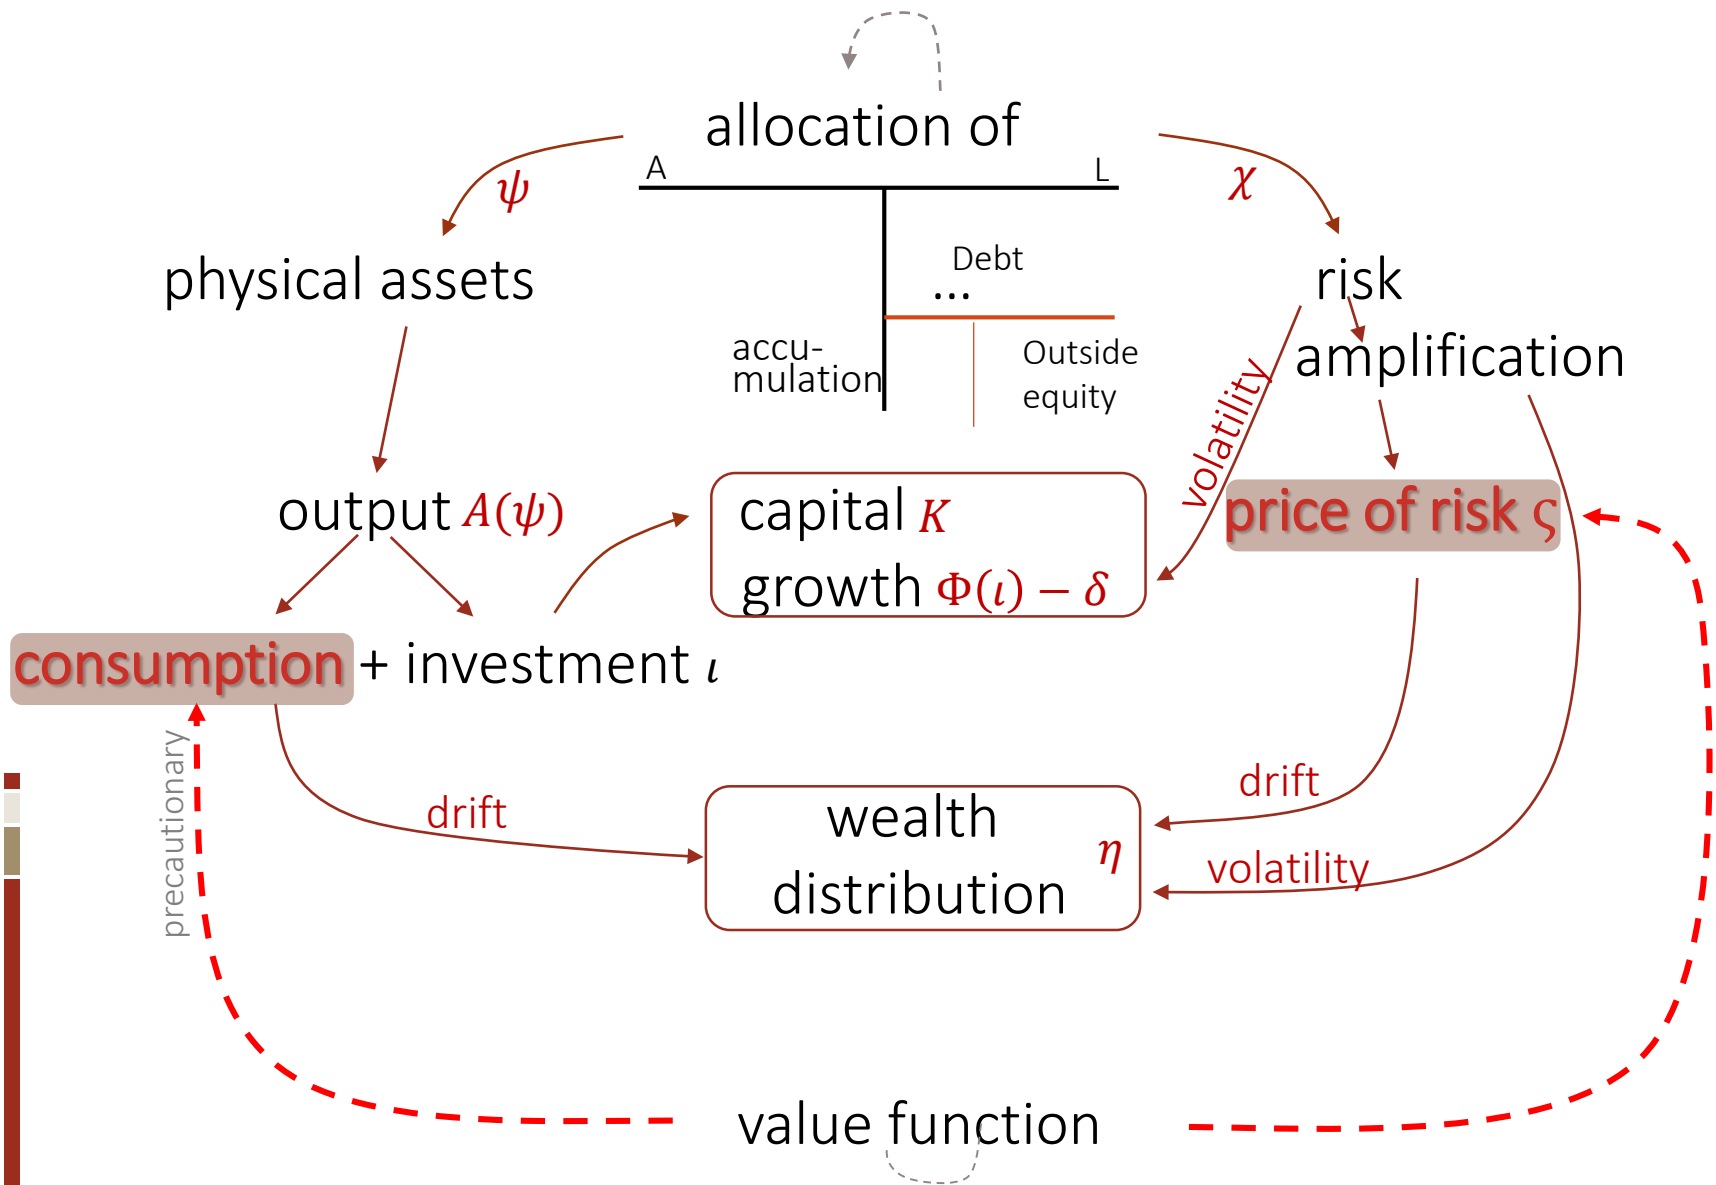 allocation of
A
L
ψ
χ
physical assets
Debt
...
risk
accu-
mulation
Outside
equity
amplification
volatility
output A(ψ)
capital K
growth Φ(ι) − δ
price of risk ς
consumption + investment ι
precautionary
drift
wealth
distribution
η
drift
volatility
value function